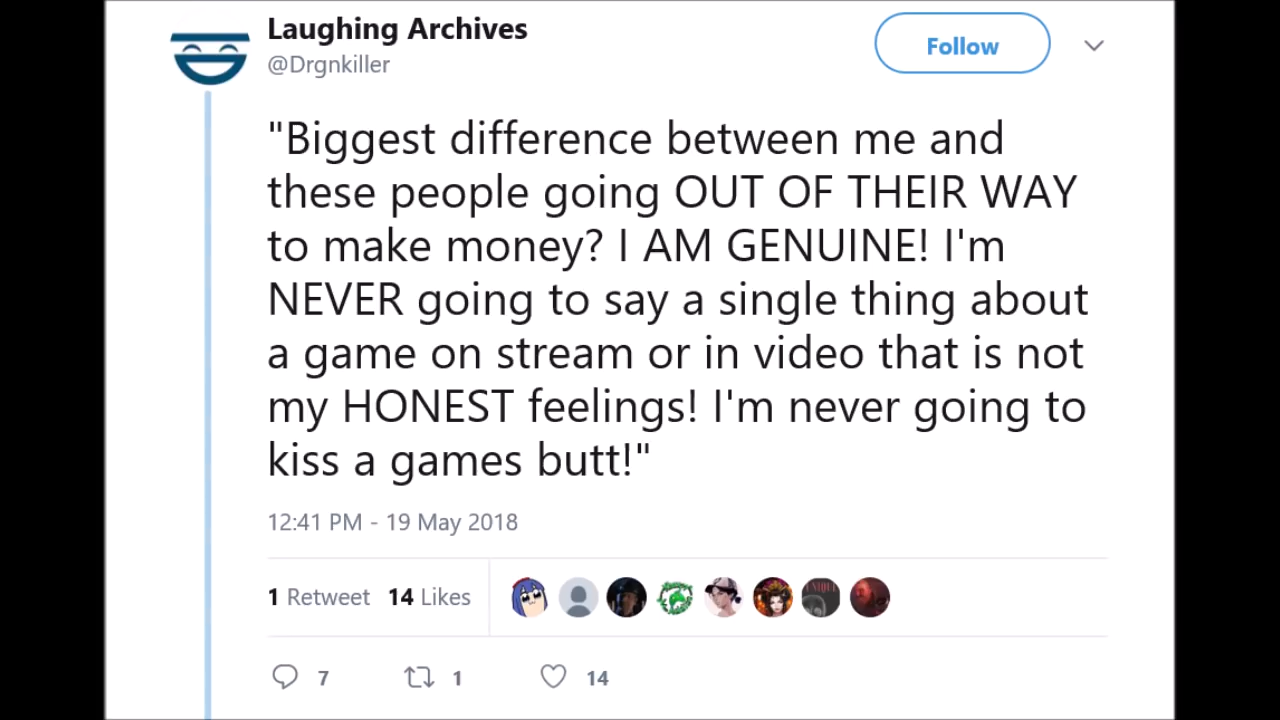 Laughing Archives
@Drgnkiller
Follow
"Biggest difference between me and
these people going OUT OF THEIR WAY
to make money? I AM GENUINE! I'm
NEVER going to say a single thing about
a game on stream or in video that is not
my HONEST feelings! I'm never going to
kiss a games butt!"
12:41 PM - 19 May 2018
1 Retweet 14 Likes
7 1 14